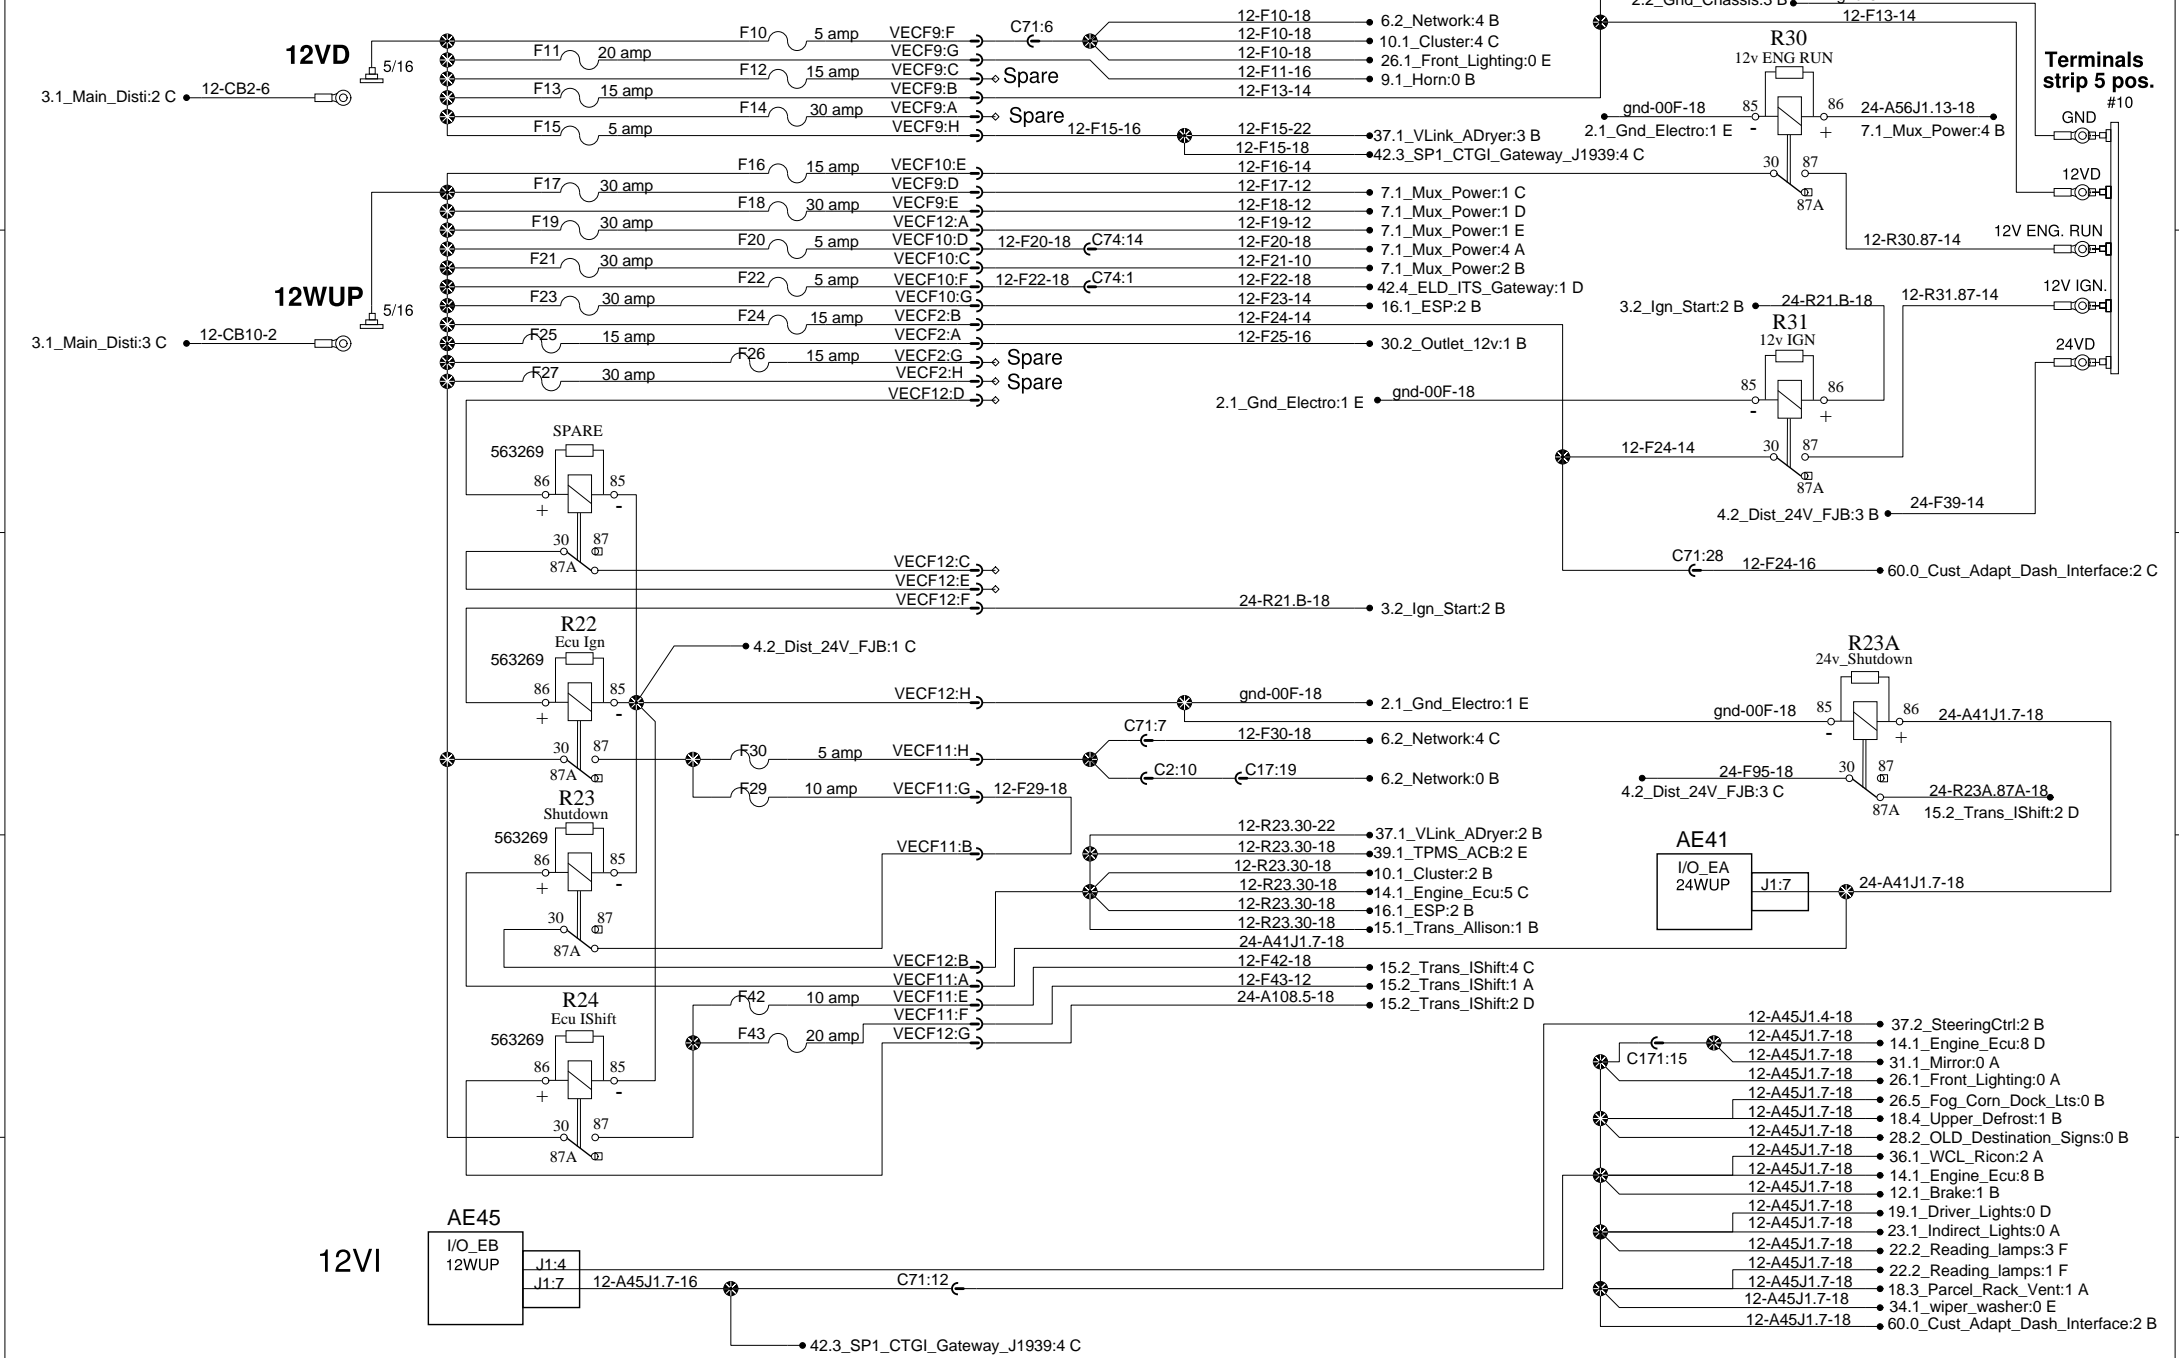 2.2_Gnd_Chassis:3 B
12-F13-14
12VD
5/16
3.1_Main_Disti:2 C
12-CB2-6
F10 5 amp VECF9:F C71:6
F11 20 amp VECF9:G
F12 15 amp VECF9:C Spare
F13 15 amp VECF9:B
F14 30 amp VECF9:A Spare
F15 5 amp VECF9:H 12-F15-16
12-F10-18 6.2_Network:4 B
12-F10-18 10.1_Cluster:4 C
12-F10-18 26.1_Front_Lighting:0 E
12-F11-16 9.1_Horn:0 B
12-F13-14
12-F15-22 37.1_VLink_ADryer:3 B
12-F15-18 42.3_SP1_CTGI_Gateway_J1939:4 C
12WUP
5/16
3.1_Main_Disti:3 C
12-CB10-2
F16 15 amp VECF10:E 12-F16-14
F17 30 amp VECF9:D 12-F17-12 7.1_Mux_Power:1 C
F18 30 amp VECF9:E 12-F18-12 7.1_Mux_Power:1 D
F19 30 amp VECF12:A 12-F19-12 7.1_Mux_Power:1 E
F20 5 amp VECF10:D 12-F20-18 C74:14 12-F20-18 7.1_Mux_Power:4 A
F21 30 amp VECF10:C 12-F21-10 7.1_Mux_Power:2 B
F22 5 amp VECF10:F 12-F22-18 C74:1 12-F22-18 42.4_ELD_ITS_Gateway:1 D
F23 30 amp VECF10:G 12-F23-14 16.1_ESP:2 B
F24 15 amp VECF2:B 12-F24-14
F25 15 amp VECF2:A 12-F25-16 30.2_Outlet_12v:1 B
F26 15 amp VECF2:G Spare
F27 30 amp VECF2:H Spare
VECF12:D
R30
12v ENG RUN
gnd-00F-18 85 86 24-A56J1.13-18
2.1_Gnd_Electro:1 E - + 7.1_Mux_Power:4 B
30 87
87A
Terminals
strip 5 pos.
#10
GND
12VD
12V ENG. RUN
12-R30.87-14
12V IGN.
12-R31.87-14
24VD
3.2_Ign_Start:2 B 24-R21.B-18
R31
12v IGN
2.1_Gnd_Electro:1 E gnd-00F-18 85 86
- +
12-F24-14 30 87
87A
4.2_Dist_24V_FJB:3 B 24-F39-14
C71:28 12-F24-16 60.0_Cust_Adapt_Dash_Interface:2 C
SPARE
563269
86 85
+ -
30 87
87A
VECF12:C
VECF12:E
VECF12:F 24-R21.B-18 3.2_Ign_Start:2 B
R22
Ecu Ign
563269
4.2_Dist_24V_FJB:1 C
86 85
+ -
VECF12:H gnd-00F-18 2.1_Gnd_Electro:1 E
30 87
87A
F30 5 amp VECF11:H
C71:7 12-F30-18 6.2_Network:4 C
C2:10 C17:19 6.2_Network:0 B
F29 10 amp VECF11:G 12-F29-18
R23A
24v_Shutdown
gnd-00F-18 85 86 24-A41J1.7-18
- +
24-F95-18 30 87
4.2_Dist_24V_FJB:3 C
87A 24-R23A.87A-18
15.2_Trans_IShift:2 D
R23
Shutdown
563269
86 85
+ -
30 87
87A
VECF11:B
12-R23.30-22 37.1_VLink_ADryer:2 B
12-R23.30-18 39.1_TPMS_ACB:2 E
12-R23.30-18 10.1_Cluster:2 B
12-R23.30-18 14.1_Engine_Ecu:5 C
12-R23.30-18 16.1_ESP:2 B
12-R23.30-18 15.1_Trans_Allison:1 B
24-A41J1.7-18
AE41
I/O_EA
24WUP
J1:7 24-A41J1.7-18
VECF12:B 12-F42-18 15.2_Trans_IShift:4 C
VECF11:A 12-F43-12 15.2_Trans_IShift:1 A
F42 10 amp VECF11:E 24-A108.5-18 15.2_Trans_IShift:2 D
VECF11:F
F43 20 amp VECF12:G
R24
Ecu IShift
563269
86 85
+ -
30 87
87A
12-A45J1.4-18 37.2_SteeringCtrl:2 B
C171:15
12-A45J1.7-18 14.1_Engine_Ecu:8 D
12-A45J1.7-18 31.1_Mirror:0 A
12-A45J1.7-18 26.1_Front_Lighting:0 A
12-A45J1.7-18 26.5_Fog_Corn_Dock_Lts:0 B
12-A45J1.7-18 18.4_Upper_Defrost:1 B
12-A45J1.7-18 28.2_OLD_Destination_Signs:0 B
12-A45J1.7-18 36.1_WCL_Ricon:2 A
12-A45J1.7-18 14.1_Engine_Ecu:8 B
12-A45J1.7-18 12.1_Brake:1 B
12-A45J1.7-18 19.1_Driver_Lights:0 D
12-A45J1.7-18 23.1_Indirect_Lights:0 A
12-A45J1.7-18 22.2_Reading_lamps:3 F
12-A45J1.7-18 22.2_Reading_lamps:1 F
12-A45J1.7-18 18.3_Parcel_Rack_Vent:1 A
12-A45J1.7-18 34.1_wiper_washer:0 E
12-A45J1.7-18 60.0_Cust_Adapt_Dash_Interface:2 B
12VI
AE45
I/O_EB
12WUP
J1:4
J1:7 12-A45J1.7-16 C71:12
42.3_SP1_CTGI_Gateway_J1939:4 C